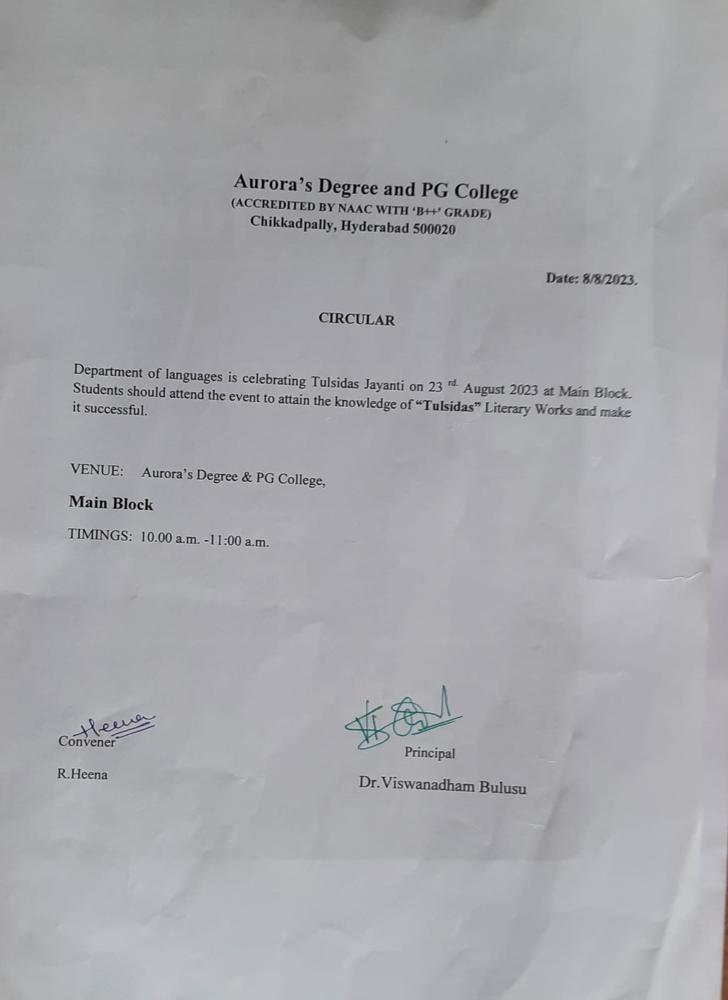 Aurora's Degree and PG College
(ACCREDITED BY NAAC WITH 'B++' GRADE)
Chikkadpally, Hyderabad 500020
Date: 8/8/2023.
CIRCULAR
Department of languages is celebrating Tulsidas Jayanti on 23 rd. August 2023 at Main Block.
Students should attend the event to attain the knowledge of "Tulsidas" Literary Works and make
it successful.
VENUE: Aurora's Degree & PG College,
Main Block
TIMINGS: 10.00 a.m. -11:00 a.m.
Heena
Convener
Principal
R.Heena
Dr.Viswanadham Bulusu